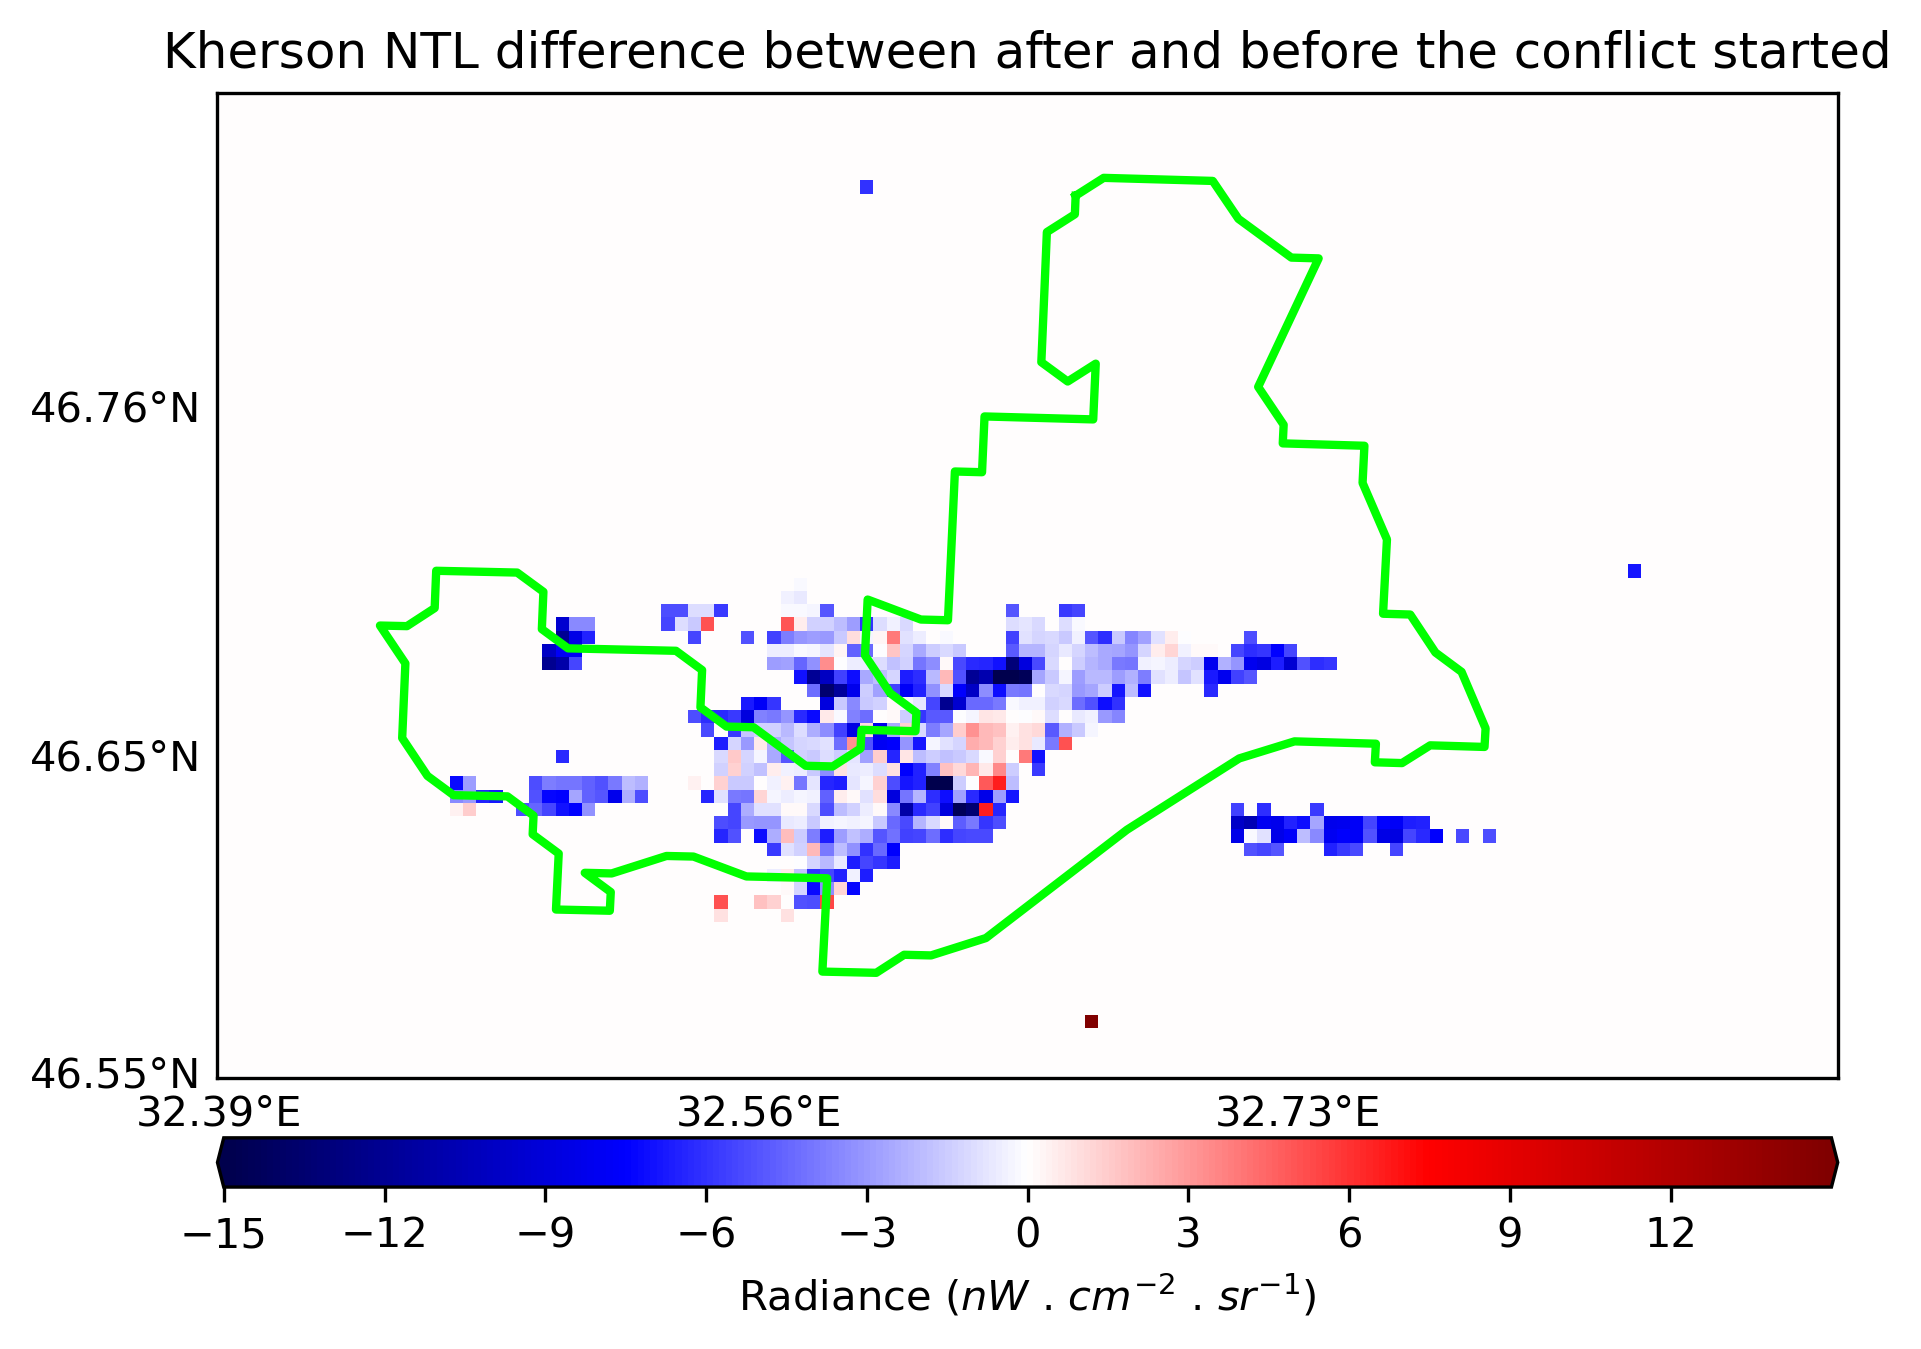 Kherson NTL difference between after and before the conflict started
46.76°N
46.65°N
46.55°N
32.39°E 32.56°E 32.73°E
−15 −12 −9 −6 −3 0 3 6 9 12
Radiance (nW . cm⁻² . sr⁻¹)